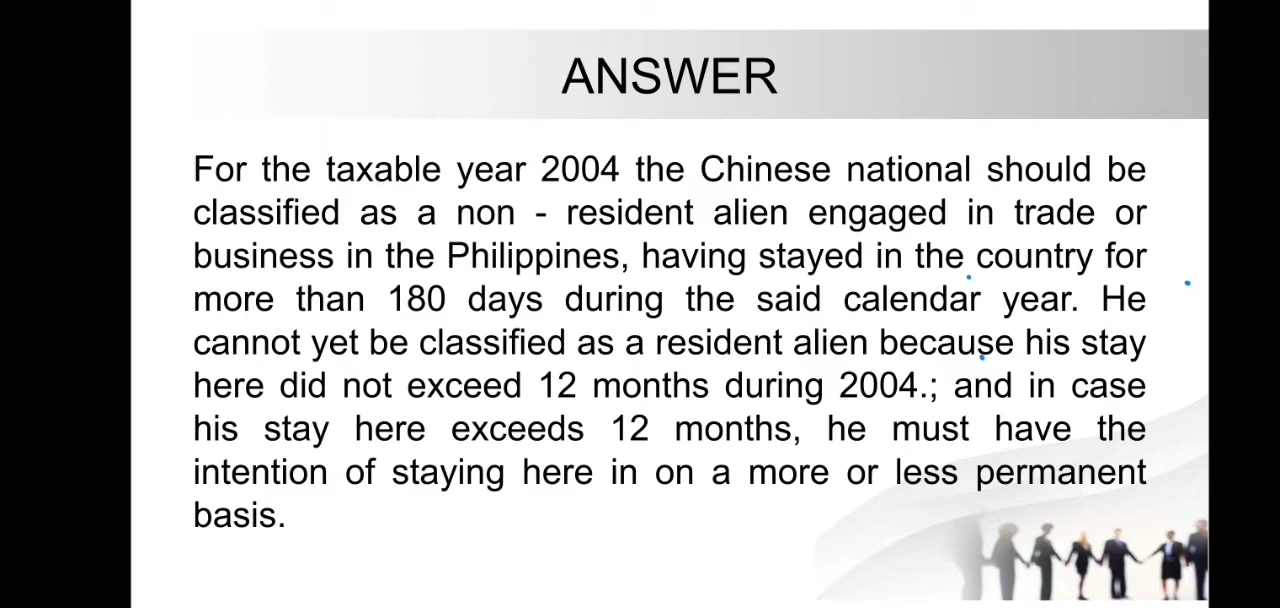 ANSWER
For the taxable year 2004 the Chinese national should be
classified as a non - resident alien engaged in trade or
business in the Philippines, having stayed in the country for
more than 180 days during the said calendar year. He
cannot yet be classified as a resident alien because his stay
here did not exceed 12 months during 2004.; and in case
his stay here exceeds 12 months, he must have the
intention of staying here in on a more or less permanent
basis.